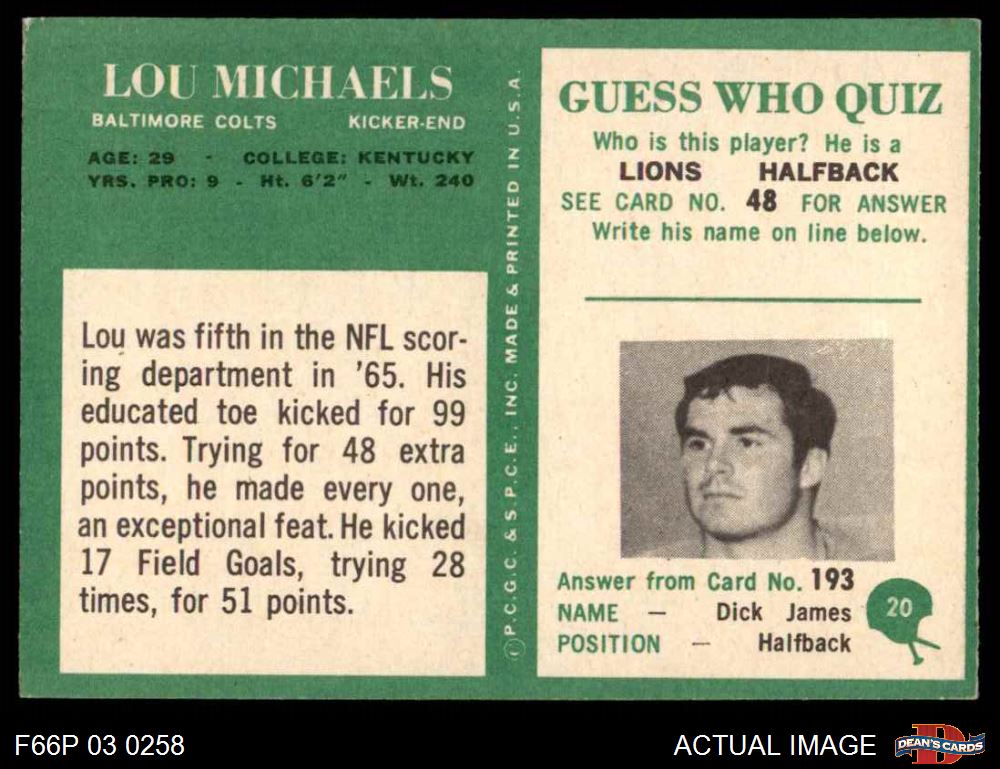 LOU MICHAELS
BALTIMORE COLTS KICKER-END
AGE: 29 - COLLEGE: KENTUCKY
YRS. PRO: 9 - Ht. 6'2" - Wt. 240
Lou was fifth in the NFL scor-
ing department in '65. His
educated toe kicked for 99
points. Trying for 48 extra
points, he made every one,
an exceptional feat. He kicked
17 Field Goals, trying 28
times, for 51 points.
© P.C.G.C. & S.P.C.E., INC. MADE & PRINTED IN U.S.A.
GUESS WHO QUIZ
Who is this player? He is a
LIONS HALFBACK
SEE CARD NO. 48 FOR ANSWER
Write his name on line below.
Answer from Card No. 193
NAME — Dick James
POSITION — Halfback
20
F66P 03 0258
ACTUAL IMAGE
D
DEAN'S CARDS